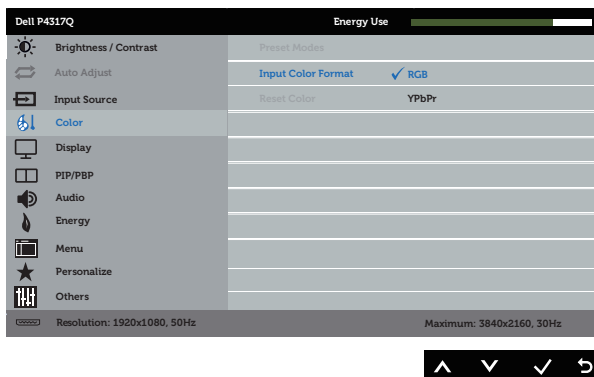 Dell P4317Q Energy Use
Brightness / Contrast Preset Modes
Auto Adjust Input Color Format RGB
Input Source Reset Color YPbPr
Color
Display
PIP/PBP
Audio
Energy
Menu
Personalize
Others
Resolution: 1920x1080, 50Hz Maximum: 3840x2160, 30Hz